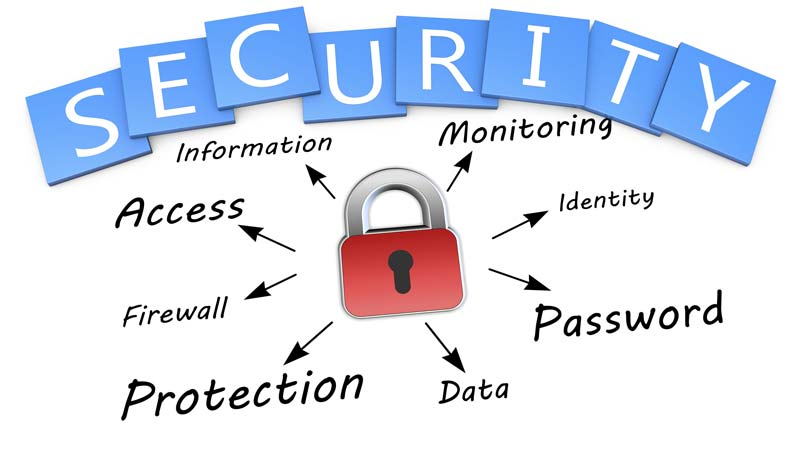 SECURITY
Information
Monitoring
Access
Identity
Firewall
Password
Protection
Data